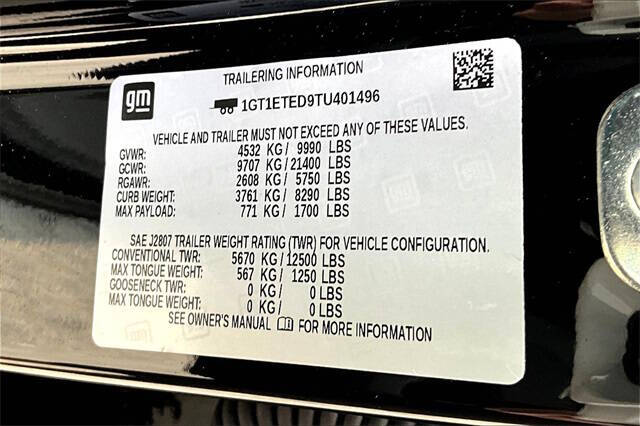 gm
TRAILERING INFORMATION
1GT1ETED9TU401496
VEHICLE AND TRAILER MUST NOT EXCEED ANY OF THESE VALUES.
GVWR: 4532 KG/ 9990 LBS
GCWR: 9707 KG/ 21400 LBS
RGAWR: 2608 KG/ 5750 LBS
CURB WEIGHT: 3761 KG/ 8290 LBS
MAX PAYLOAD: 771 KG/ 1700 LBS
SAE J2807 TRAILER WEIGHT RATING (TWR) FOR VEHICLE CONFIGURATION.
CONVENTIONAL TWR: 5670 KG/ 12500 LBS
MAX TONGUE WEIGHT: 567 KG/ 1250 LBS
GOOSENECK TWR: 0 KG/ 0 LBS
MAX TONGUE WEIGHT: 0 KG/ 0 LBS
SEE OWNER'S MANUAL FOR MORE INFORMATION